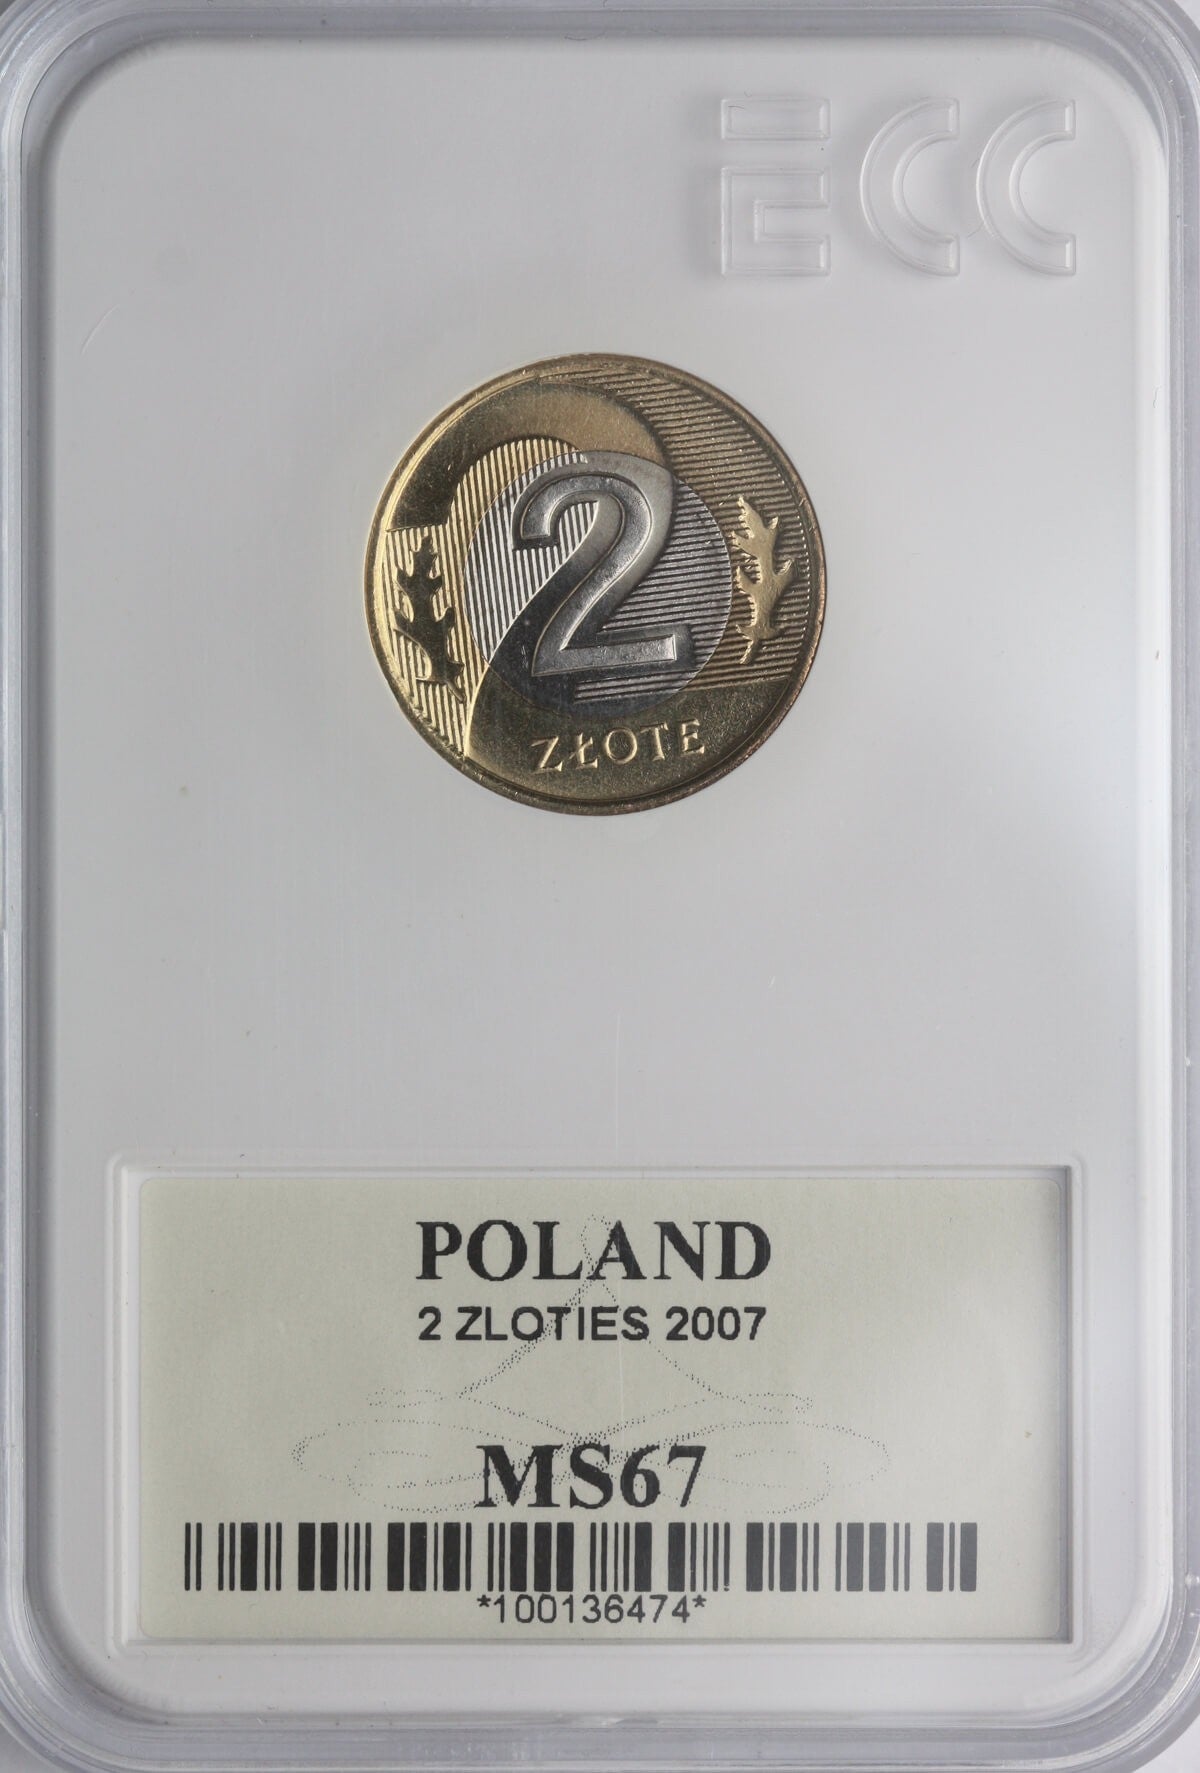 ECC
2
ZŁOTE
POLAND
2 ZLOTIES 2007
MS67
*100136474*